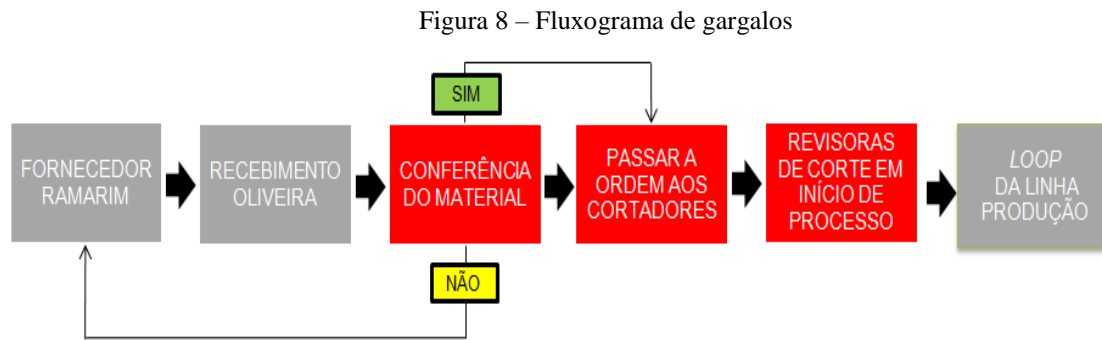 Figura 8 – Fluxograma de gargalos
SIM
FORNECEDOR
RAMARIM
RECEBIMENTO
OLIVEIRA
CONFERÊNCIA
DO MATERIAL
PASSAR A
ORDEM AOS
CORTADORES
REVISORAS
DE CORTE EM
INÍCIO DE
PROCESSO
LOOP
DA LINHA
PRODUÇÃO
NÃO